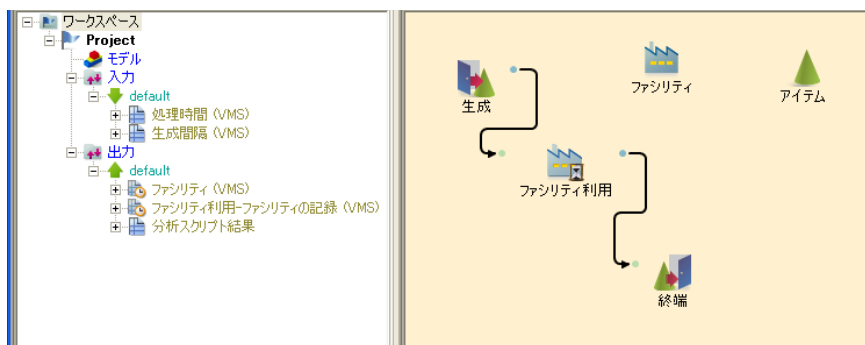 ワークスペース
Project
モデル
入力
default
処理時間 (VMS)
生成間隔 (VMS)
出力
default
ファシリティ (VMS)
ファシリティ利用-ファシリティの記録 (VMS)
分析スクリプト結果
生成
ファシリティ
アイテム
ファシリティ利用
終端